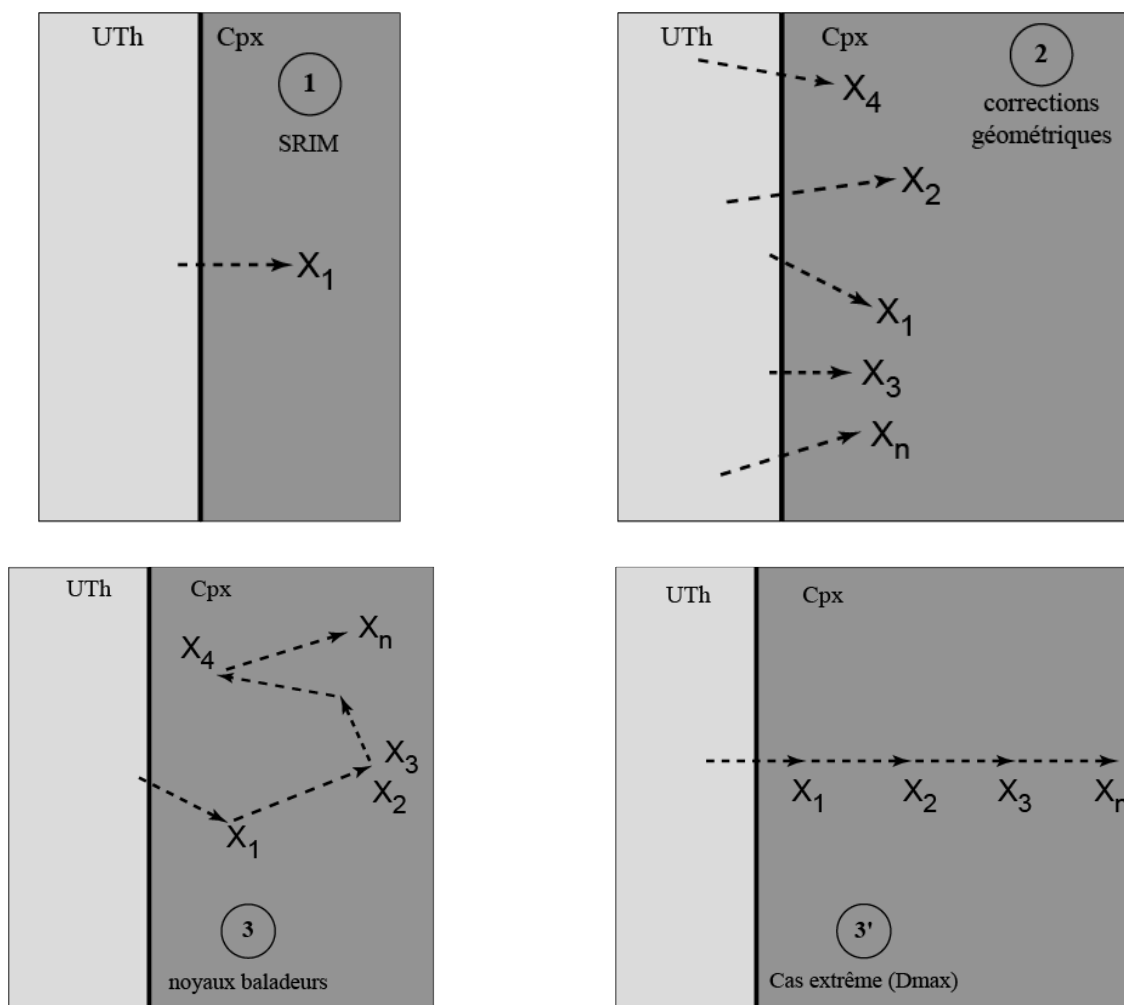 UTh Cpx
1
SRIM
X1
UTh Cpx
2
corrections
géométriques
X4
X2
X1
X3
Xn
UTh Cpx
Xn
X4
X3
X2
X1
3
noyaux baladeurs
UTh Cpx
X1 X2 X3 Xn
3'
Cas extrême (Dmax)